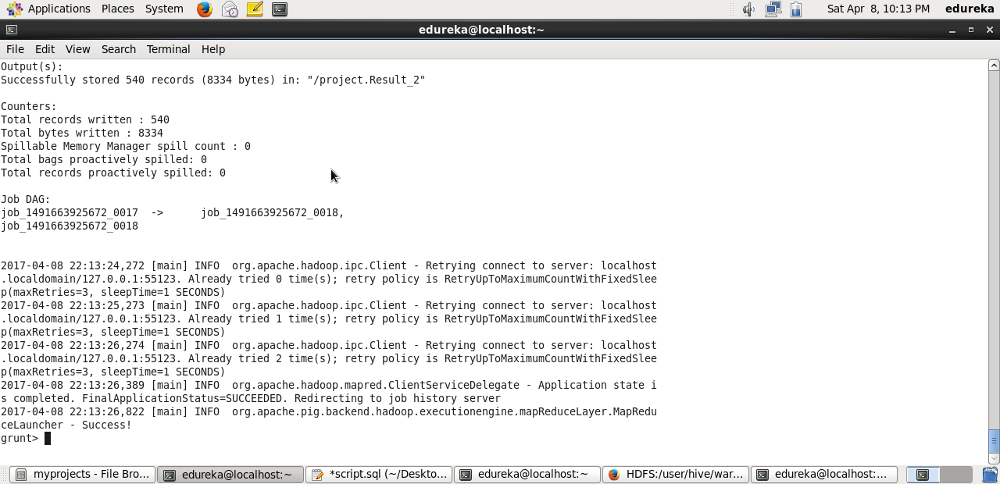 Applications Places System Sat Apr 8, 10:13 PM edureka
edureka@localhost:~
File Edit View Search Terminal Help
Output(s):
Successfully stored 540 records (8334 bytes) in: "/project.Result_2"
Counters:
Total records written : 540
Total bytes written : 8334
Spillable Memory Manager spill count : 0
Total bags proactively spilled: 0
Total records proactively spilled: 0
Job DAG:
job_1491663925672_0017 -> job_1491663925672_0018,
job_1491663925672_0018
2017-04-08 22:13:24,272 [main] INFO org.apache.hadoop.ipc.Client - Retrying connect to server: localhost
.localdomain/127.0.0.1:55123. Already tried 0 time(s); retry policy is RetryUpToMaximumCountWithFixedSlee
p(maxRetries=3, sleepTime=1 SECONDS)
2017-04-08 22:13:25,273 [main] INFO org.apache.hadoop.ipc.Client - Retrying connect to server: localhost
.localdomain/127.0.0.1:55123. Already tried 1 time(s); retry policy is RetryUpToMaximumCountWithFixedSlee
p(maxRetries=3, sleepTime=1 SECONDS)
2017-04-08 22:13:26,274 [main] INFO org.apache.hadoop.ipc.Client - Retrying connect to server: localhost
.localdomain/127.0.0.1:55123. Already tried 2 time(s); retry policy is RetryUpToMaximumCountWithFixedSlee
p(maxRetries=3, sleepTime=1 SECONDS)
2017-04-08 22:13:26,389 [main] INFO org.apache.hadoop.mapred.ClientServiceDelegate - Application state i
s completed. FinalApplicationStatus=SUCCEEDED. Redirecting to job history server
2017-04-08 22:13:26,822 [main] INFO org.apache.pig.backend.hadoop.executionengine.mapReduceLayer.MapRedu
ceLauncher - Success!
grunt>
myprojects - File Bro... edureka@localhost:~ *script.sql (~/Deskto... edureka@localhost:~ HDFS:/user/hive/war... edureka@localhost:...